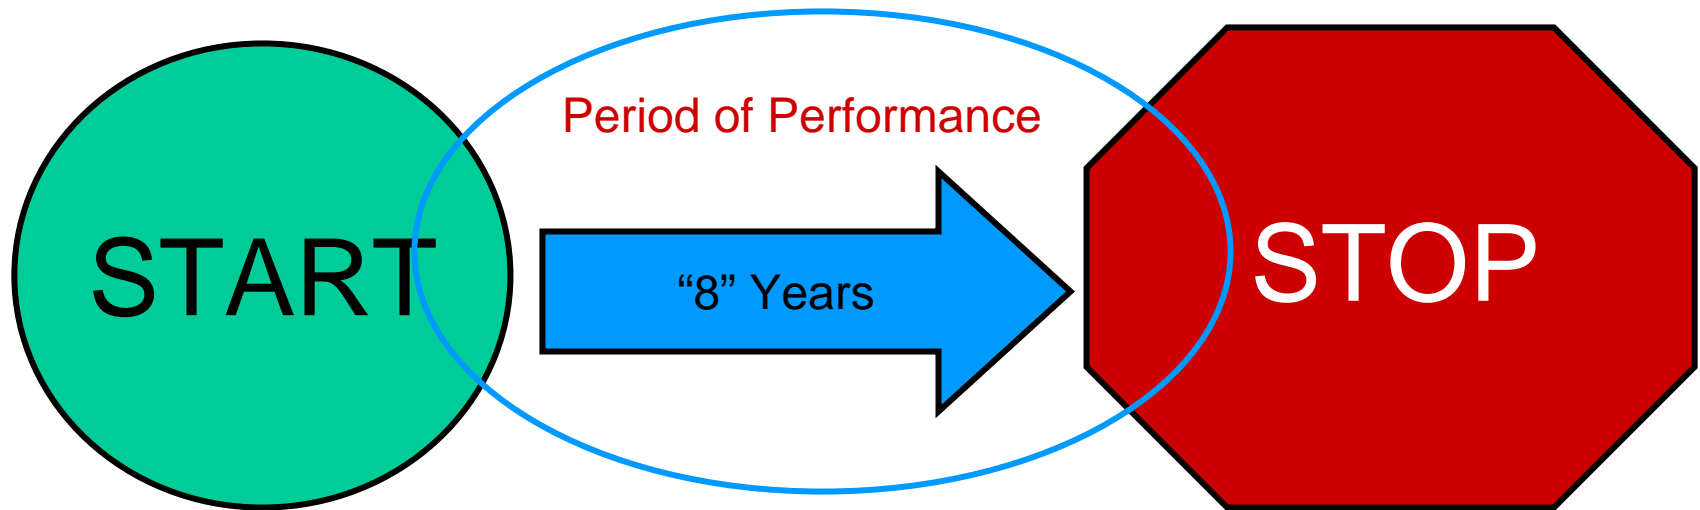 START
Period of Performance
“8” Years
STOP